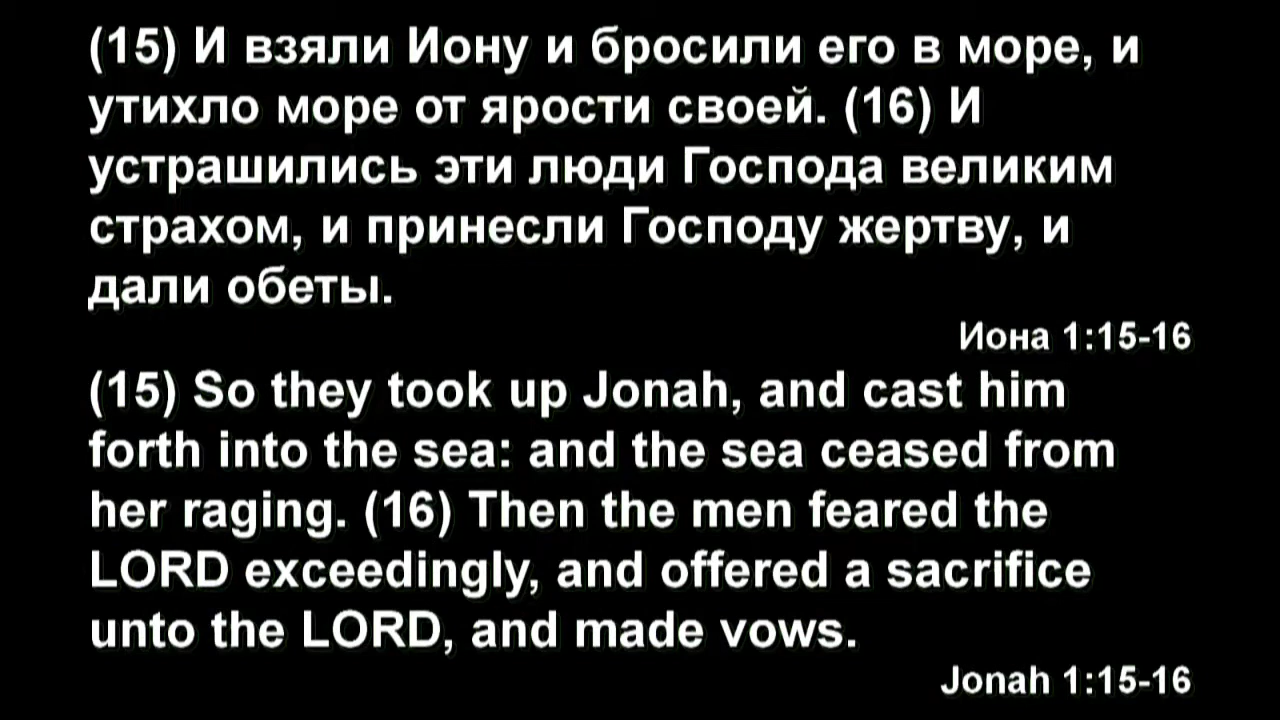 (15) И взяли Иону и бросили его в море, и
утихло море от ярости своей. (16) И
устрашились эти люди Господа великим
страхом, и принесли Господу жертву, и
дали обеты.
Иона 1:15-16
(15) So they took up Jonah, and cast him
forth into the sea: and the sea ceased from
her raging. (16) Then the men feared the
LORD exceedingly, and offered a sacrifice
unto the LORD, and made vows.
Jonah 1:15-16